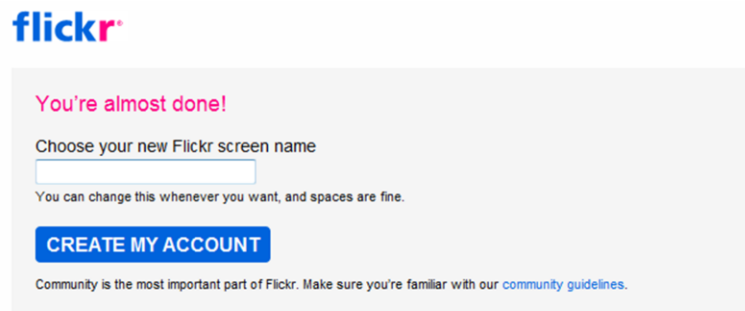 flickr®
You're almost done!
Choose your new Flickr screen name
You can change this whenever you want, and spaces are fine.
CREATE MY ACCOUNT
Community is the most important part of Flickr. Make sure you're familiar with our community guidelines.